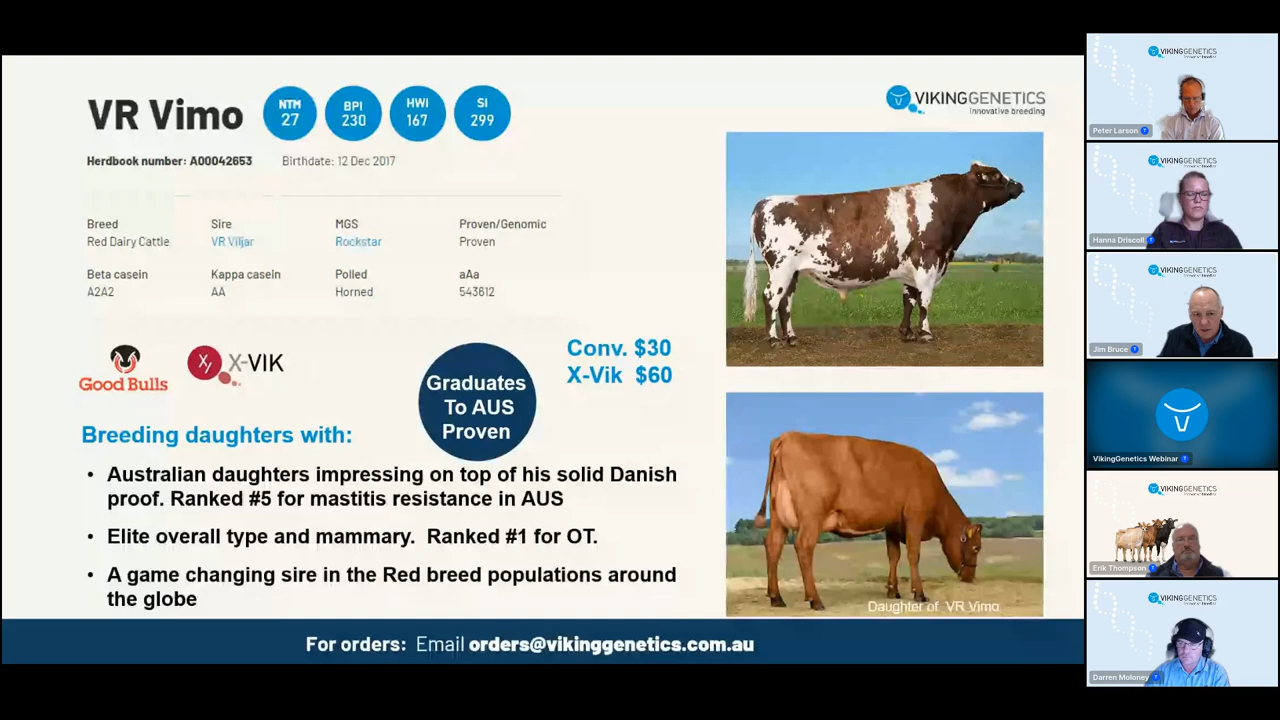 VR Vimo
NTM
27
BPI
230
HWI
167
SI
299
VIKINGGENETICS
innovative breeding
Herdbook number: A00042653 Birthdate: 12 Dec 2017
Breed Sire MGS Proven/Genomic
Red Dairy Cattle VR Viljar Rockstar Proven
Beta casein Kappa casein Polled aAa
A2A2 AA Horned 543612
Good Bulls
X-VIK
Graduates
To AUS
Proven
Conv. $30
X-Vik $60
Breeding daughters with:
• Australian daughters impressing on top of his solid Danish
proof. Ranked #5 for mastitis resistance in AUS
• Elite overall type and mammary. Ranked #1 for OT.
• A game changing sire in the Red breed populations around
the globe
Daughter of VR Vimo
For orders: Email orders@vikinggenetics.com.au
VIKINGGENETICS
Peter Larson
VIKINGGENETICS
Hanna Driscoll
VIKINGGENETICS
Jim Bruce
VikingGenetics Webinar
VIKINGGENETICS
Erik Thompson
VIKINGGENETICS
Darren Moloney